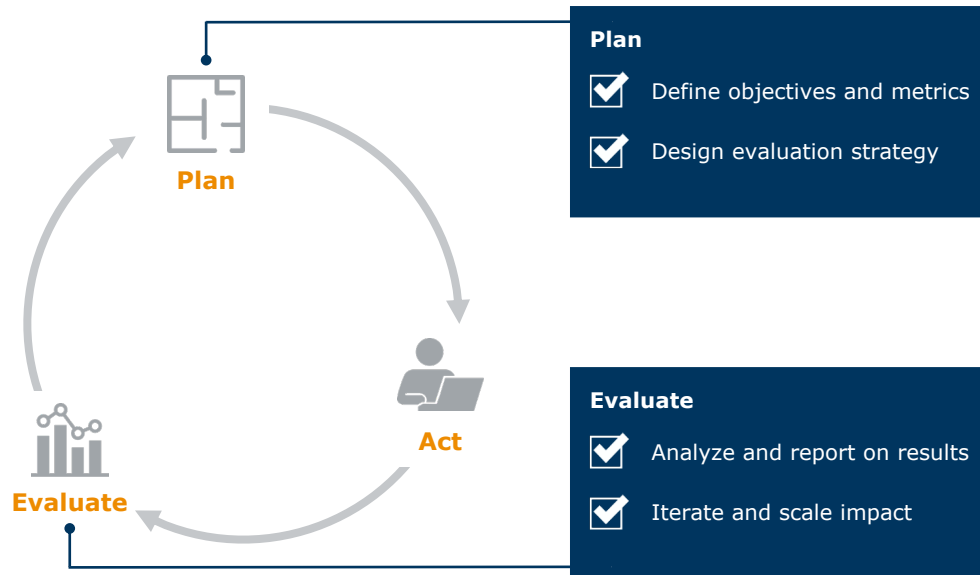 Plan
Define objectives and metrics
Design evaluation strategy
Plan
Act
Evaluate
Evaluate
Analyze and report on results
Iterate and scale impact